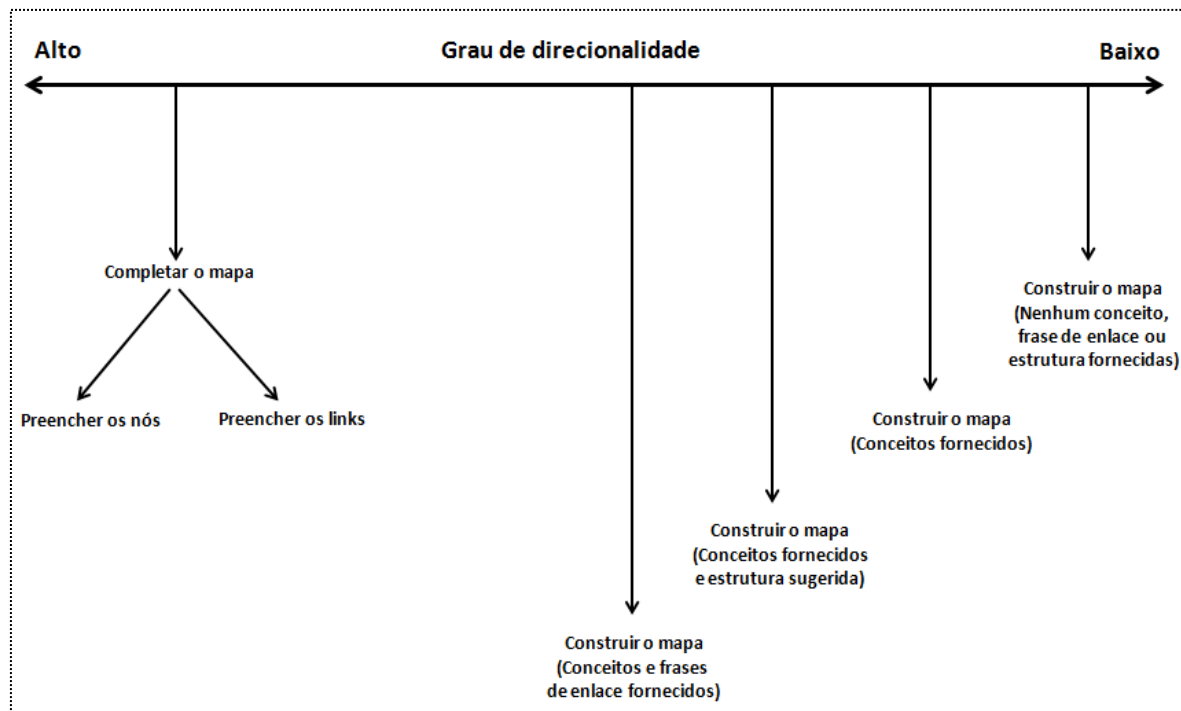 Alto
Grau de direcionalidade
Baixo
Completar o mapa
Preencher os nós
Preencher os links
Construir o mapa
(Conceitos e frases
de enlace fornecidos)
Construir o mapa
(Conceitos fornecidos
e estrutura sugerida)
Construir o mapa
(Conceitos fornecidos)
Construir o mapa
(Nenhum conceito,
frase de enlace ou
estrutura fornecidas)